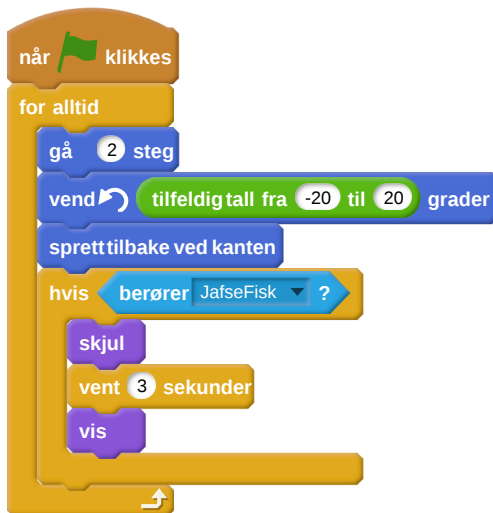 når klikkes
for alltid
gå 2 steg
vend tilfeldig tall fra -20 til 20 grader
sprett tilbake ved kanten
hvis berører JafseFisk ?
skjul
vent 3 sekunder
vis